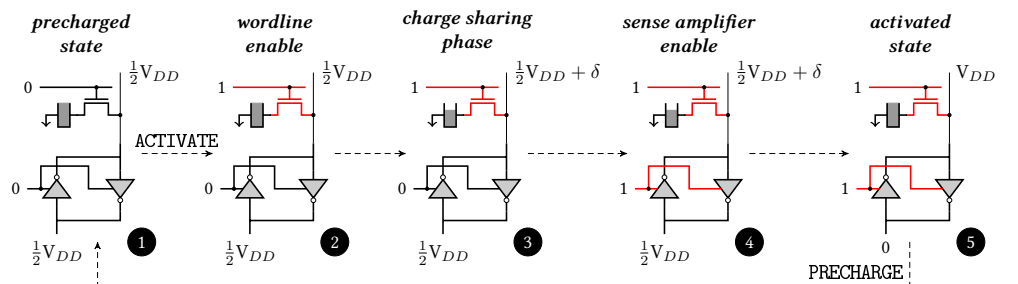 precharged
state
wordline
enable
charge sharing
phase
sense amplifier
enable
activated
state
0
½V_DD
1
½V_DD
1
½V_DD + δ
1
½V_DD + δ
1
V_DD
ACTIVATE
0
0
0
1
1
½V_DD
1
½V_DD
2
½V_DD
3
½V_DD
4
0
5
PRECHARGE